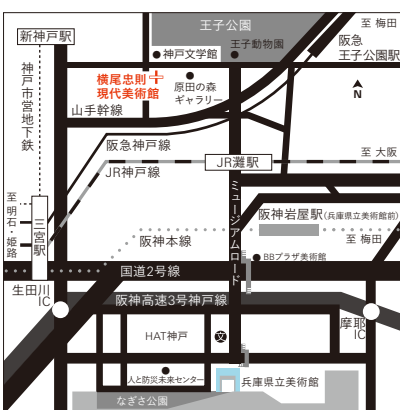 王子公園
至 梅田
新神戸駅
神戸文学館
王子動物園
阪急
王子公園駅
横尾忠則
現代美術館
原田の森
ギャラリー
N
神戸市営地下鉄
山手幹線
阪急神戸線
JR灘駅
至 大阪
JR神戸線
ミュージアムロード
至
明石・姫路
三宮駅
阪神岩屋駅(兵庫県立美術館前)
阪神本線
至 梅田
BBプラザ美術館
国道2号線
生田川
IC
阪神高速3号神戸線
摩耶
IC
HAT神戸
文
人と防災未来センター
兵庫県立美術館
なぎさ公園